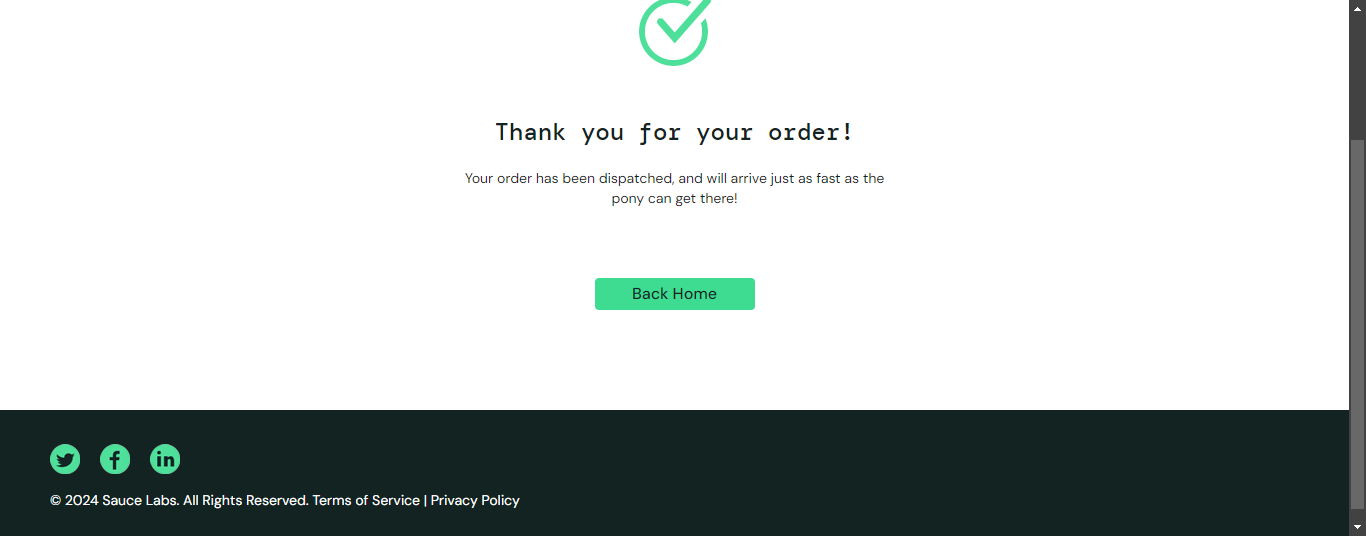 Thank you for your order!
Your order has been dispatched, and will arrive just as fast as the
pony can get there!
Back Home
© 2024 Sauce Labs. All Rights Reserved. Terms of Service | Privacy Policy